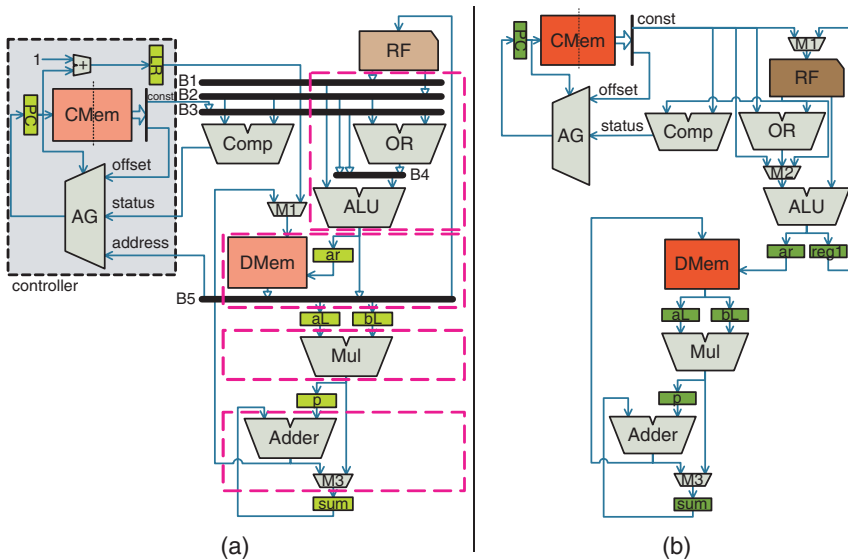 1
+
LR
RF
B1
B2
B3
PC
CMem
const
Comp
OR
offset
B4
status
M1
ALU
AG
address
DMem
ar
controller
B5
aL
bL
Mul
p
Adder
M3
sum
(a)
PC
CMem
const
M1
RF
offset
AG
status
Comp
OR
M2
ALU
ar
reg1
DMem
aL
bL
Mul
p
Adder
M3
sum
(b)